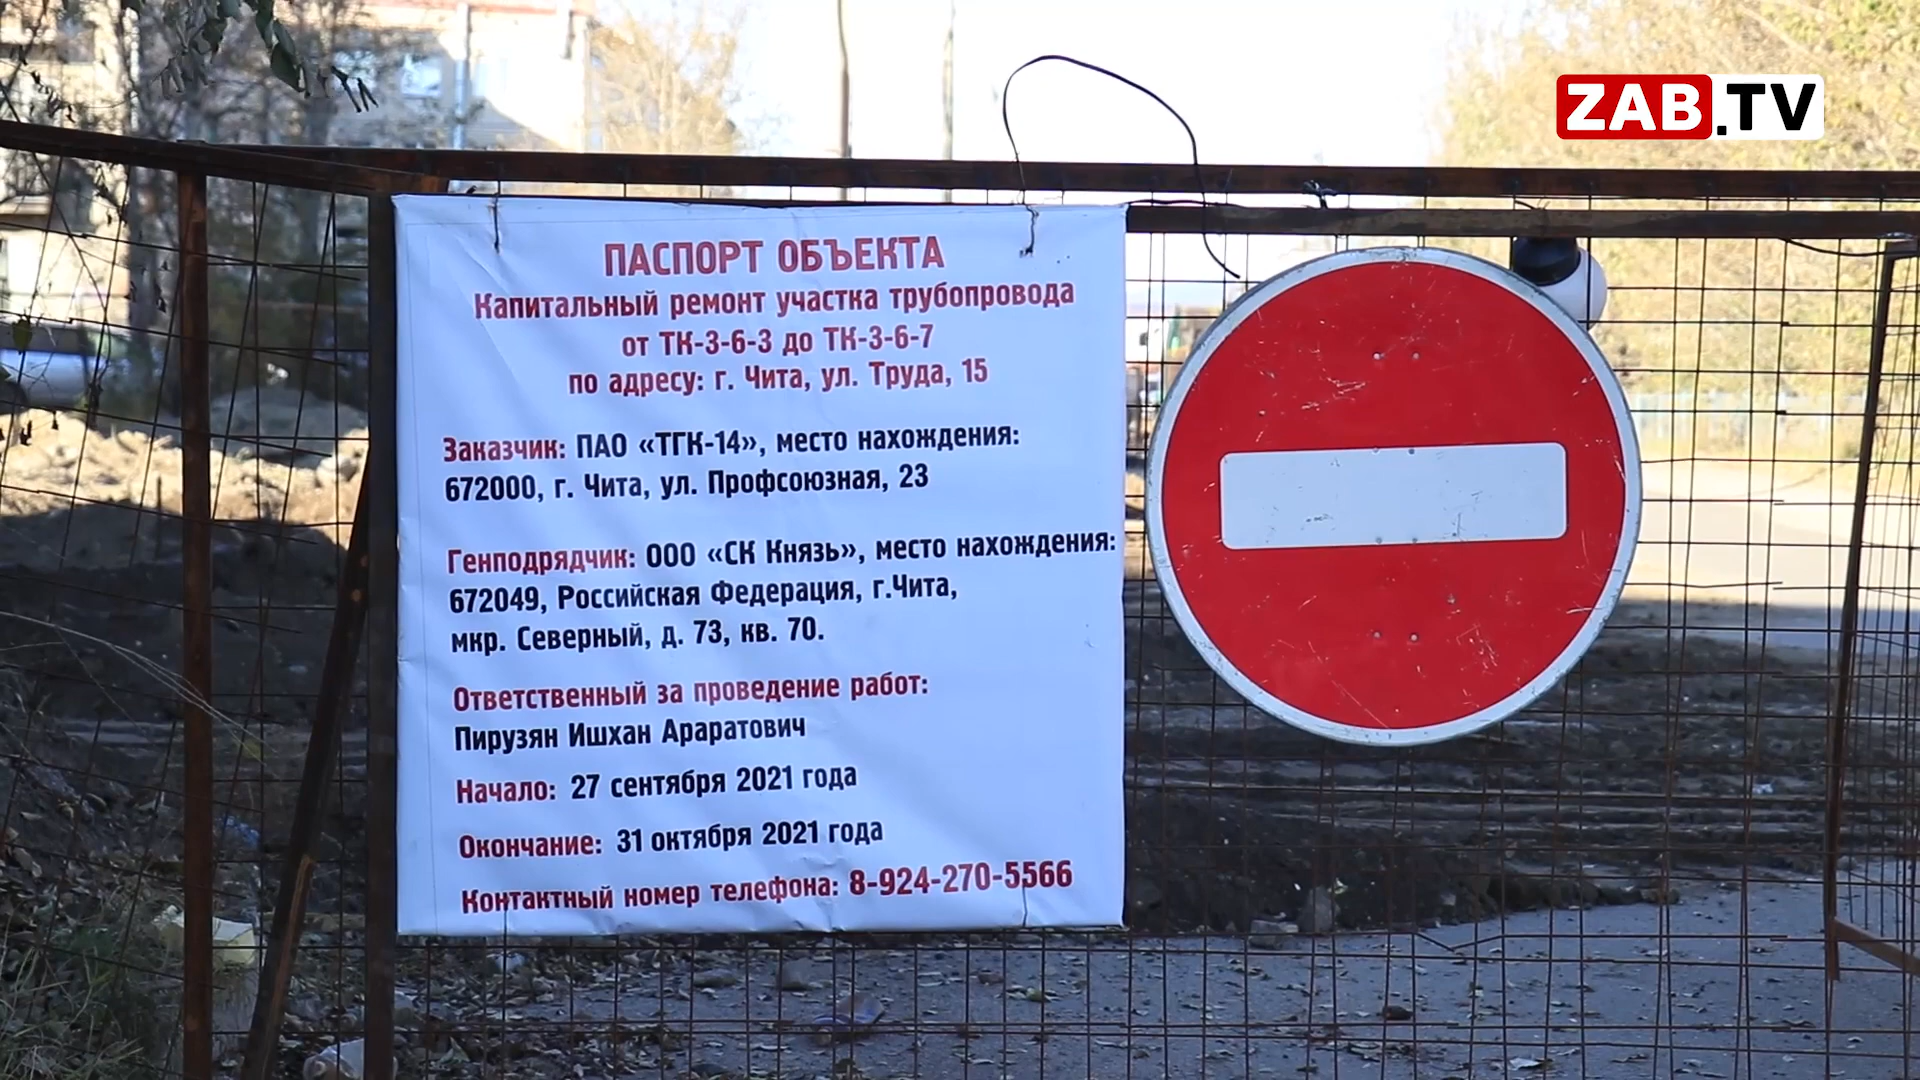 ZAB.TV
ПАСПОРТ ОБЪЕКТА
Капитальный ремонт участка трубопровода
от ТК-3-6-3 до ТК-3-6-7
по адресу: г. Чита, ул. Труда, 15
Заказчик: ПАО «ТГК-14», место нахождения:
672000, г. Чита, ул. Профсоюзная, 23
Генподрядчик: ООО «СК Князь», место нахождения:
672049, Российская Федерация, г.Чита,
мкр. Северный, д. 73, кв. 70.
Ответственный за проведение работ:
Пирузян Ишхан Араратович
Начало: 27 сентября 2021 года
Окончание: 31 октября 2021 года
Контактный номер телефона: 8-924-270-5566